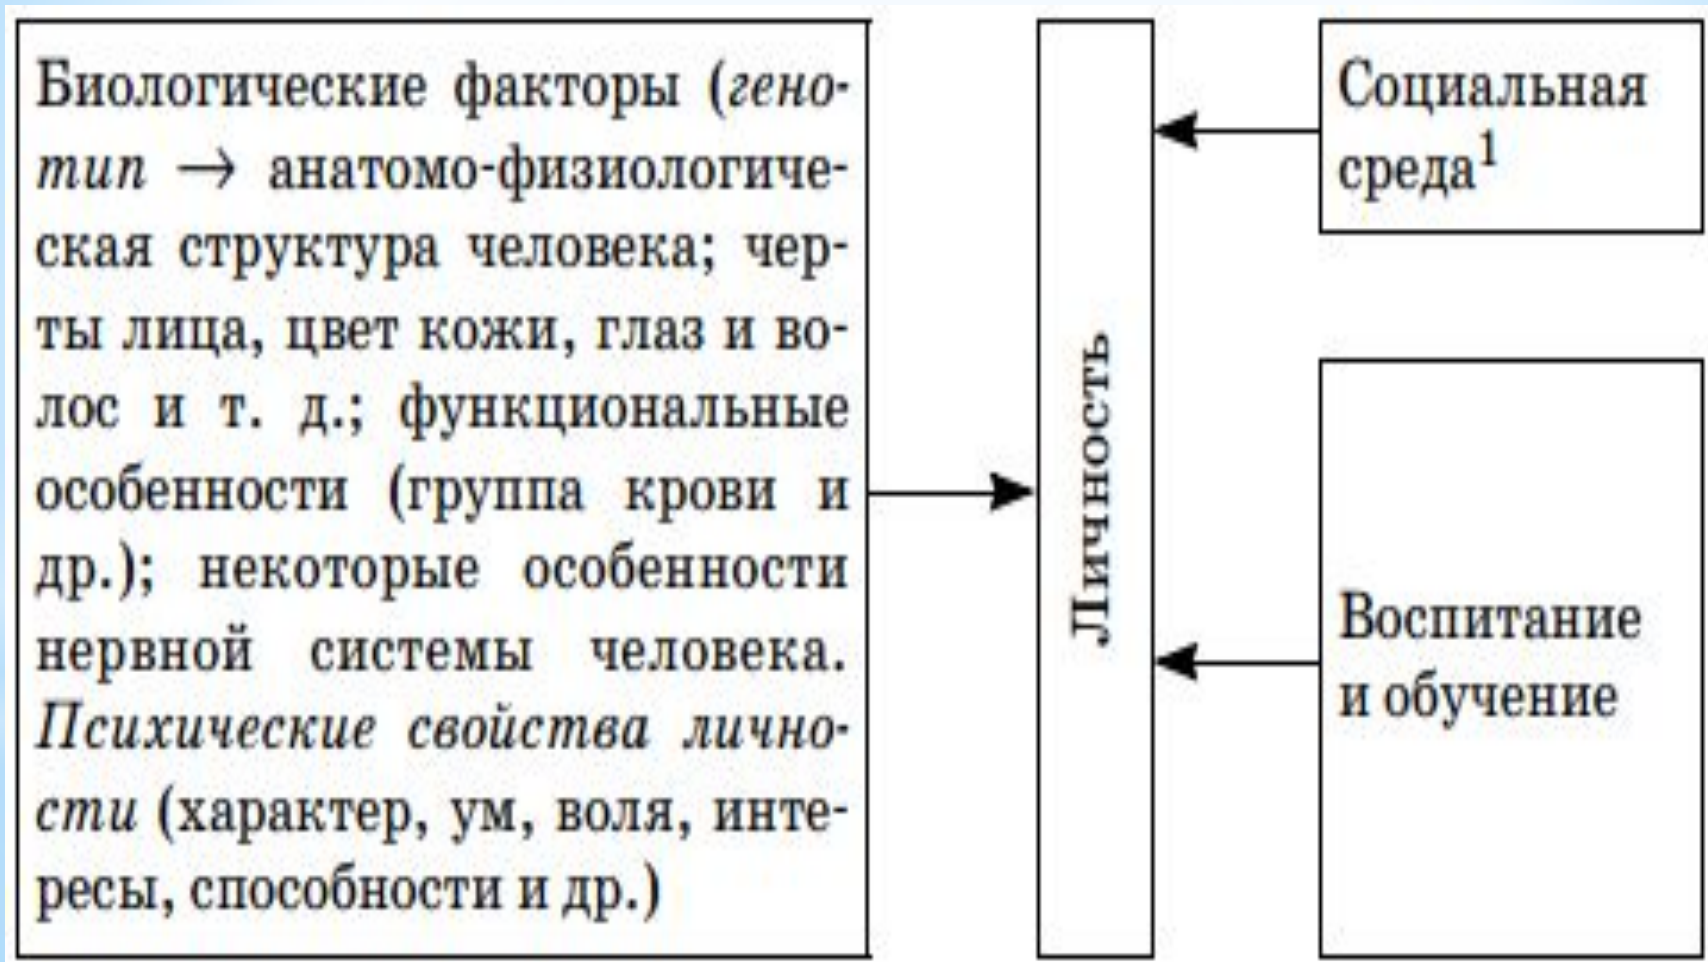 Биологические факторы (гено-
тип → анатомо-физиологиче-
ская структура человека; чер-
ты лица, цвет кожи, глаз и во-
лос и т. д.; функциональные
особенности (группа крови и
др.); некоторые особенности
нервной системы человека.
Психические свойства лично-
сти (характер, ум, воля, инте-
ресы, способности и др.)
Личность
Социальная
среда¹
Воспитание
и обучение